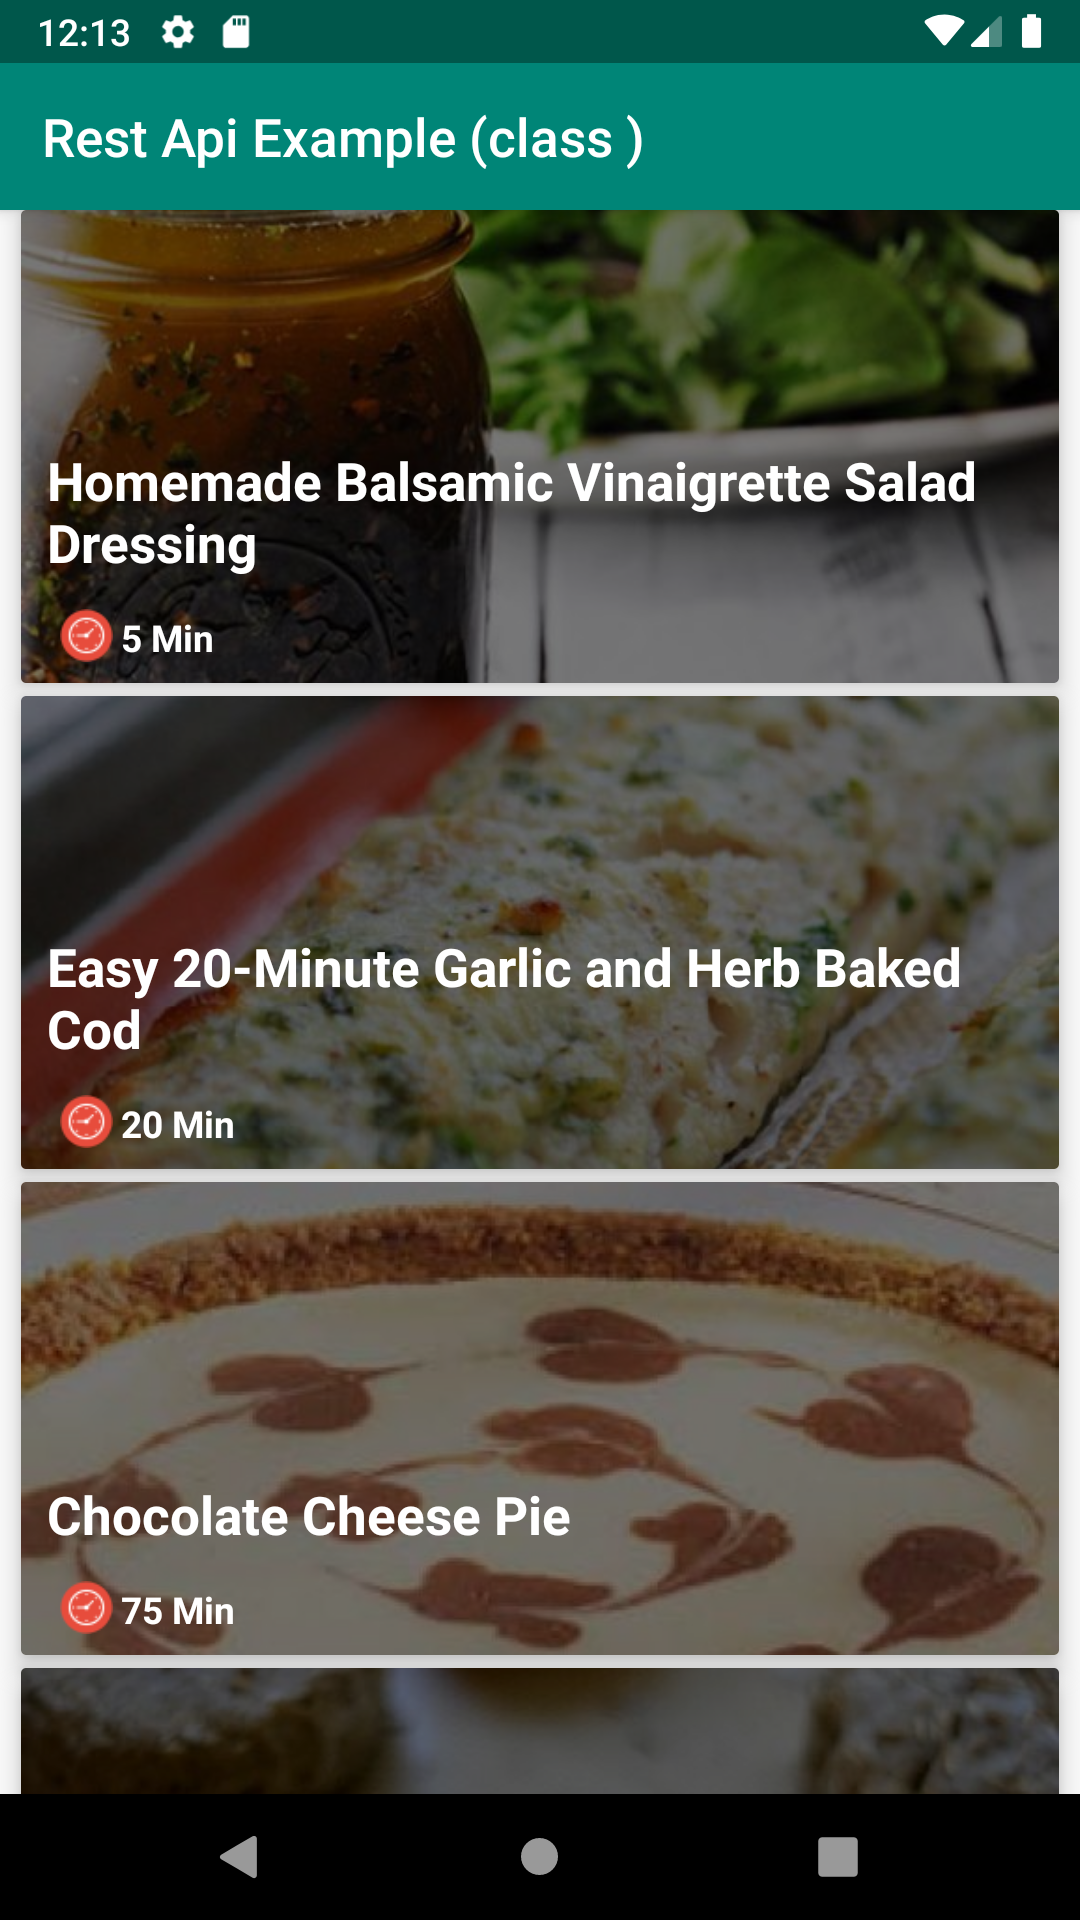 12:13
Rest Api Example (class )
Homemade Balsamic Vinaigrette Salad
Dressing
5 Min
Easy 20-Minute Garlic and Herb Baked
Cod
20 Min
Chocolate Cheese Pie
75 Min